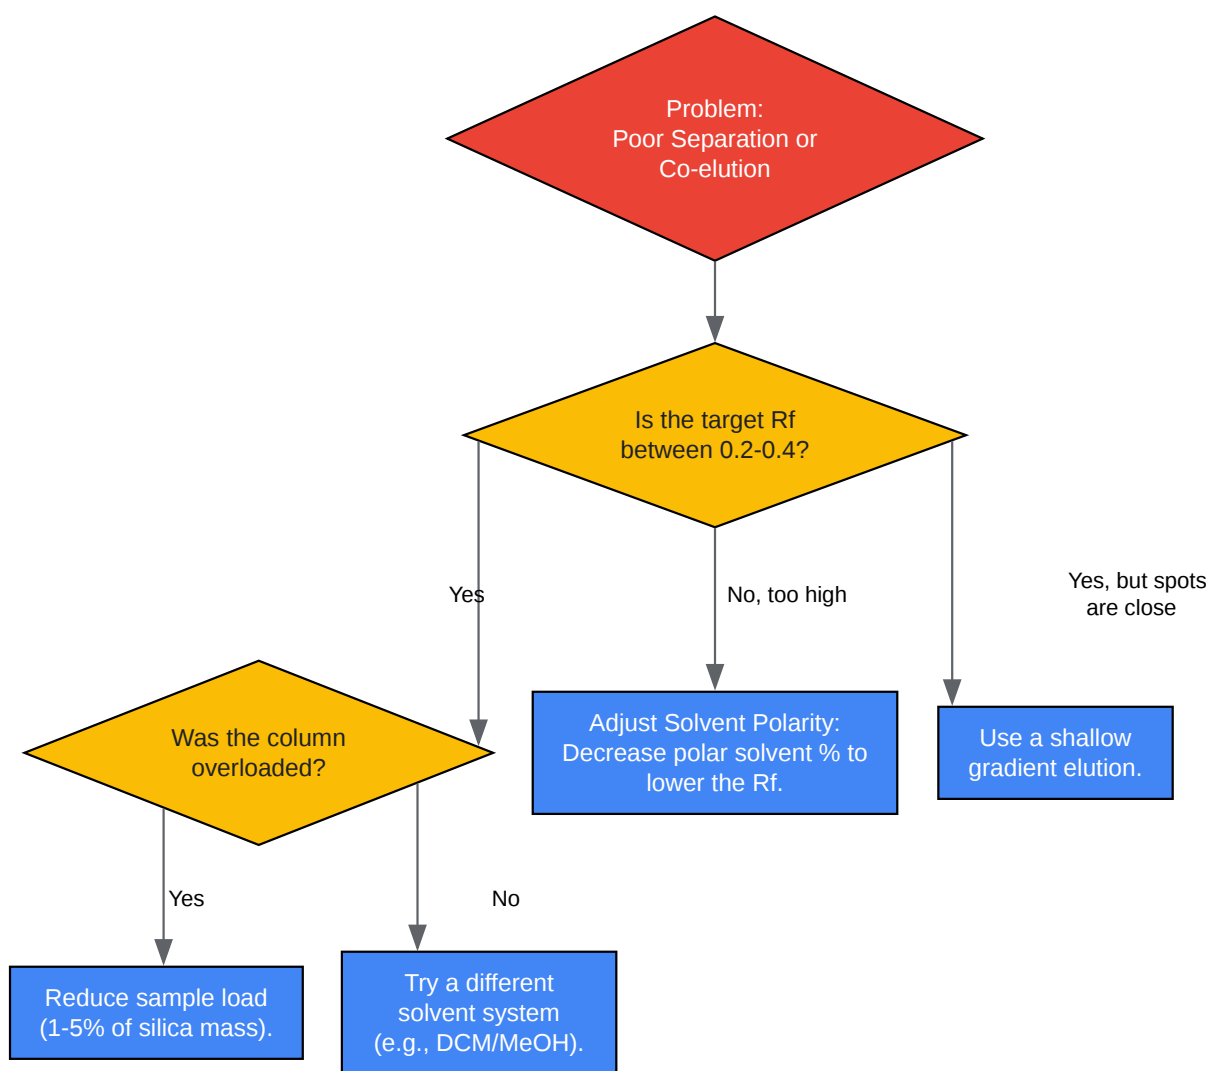 Problem:
Poor Separation or
Co-elution
Is the target Rf
between 0.2-0.4?
Yes
No, too high
Yes, but spots
are close
Was the column
overloaded?
Adjust Solvent Polarity:
Decrease polar solvent % to
lower the Rf.
Use a shallow
gradient elution.
Yes
No
Reduce sample load
(1-5% of silica mass).
Try a different
solvent system
(e.g., DCM/MeOH).